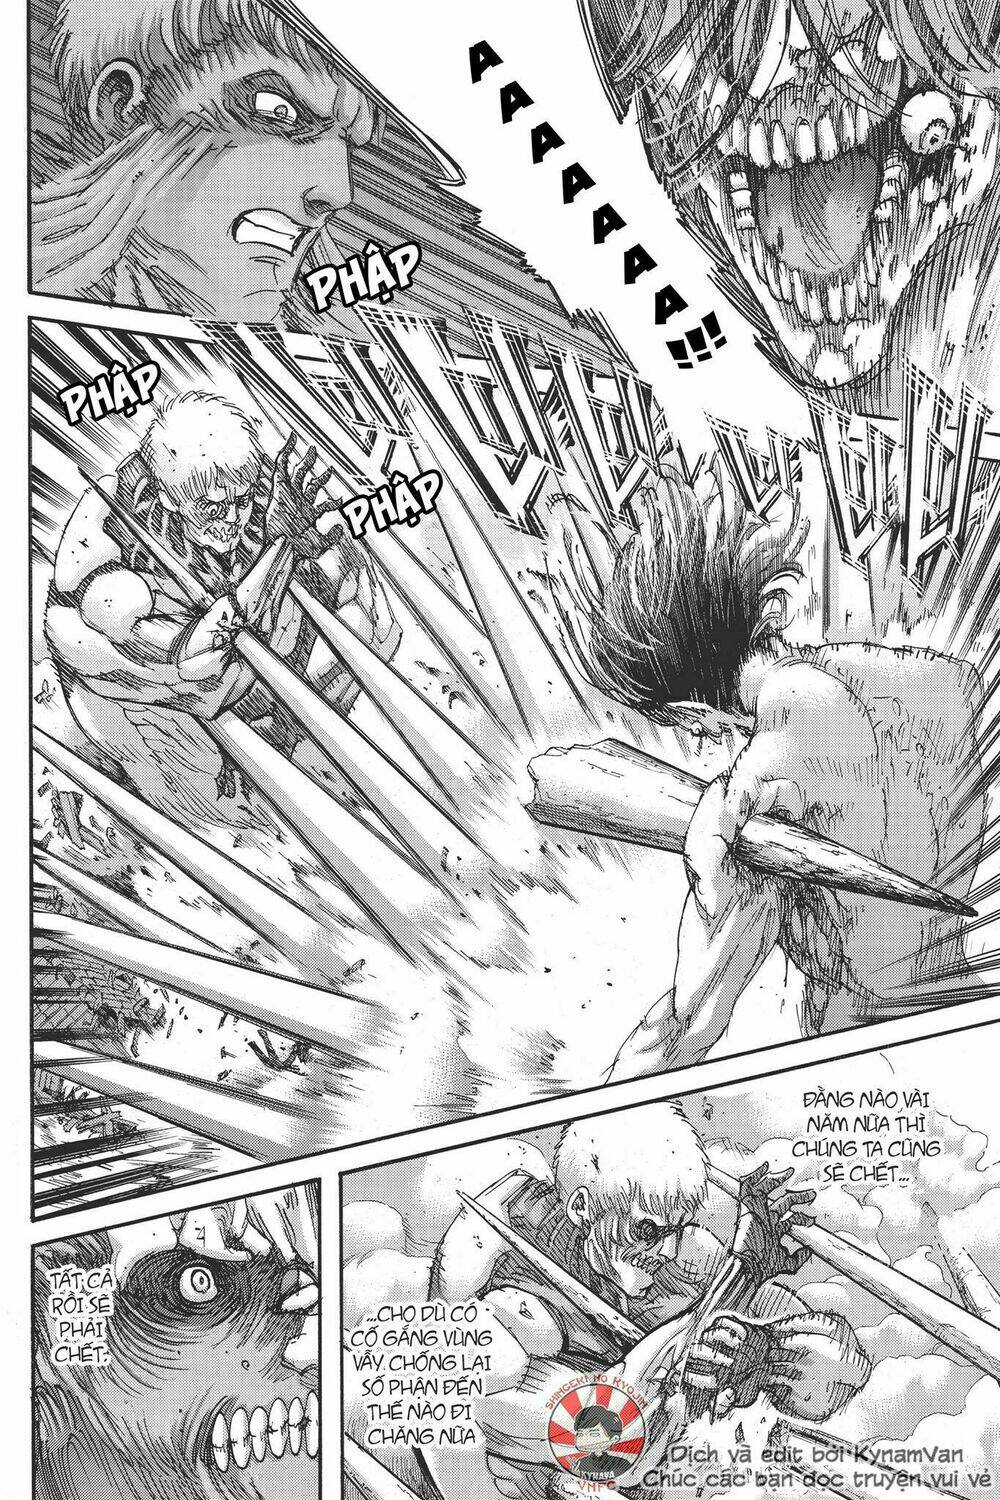 AAAAAAAA!!!
PHẬP
PHẬP
PHẬP
ĐẰNG NÀO VÀI
NĂM NỮA THÌ
CHÚNG TA CŨNG
SẼ CHẾT...
...CHO DÙ CÓ
CỐ GẮNG VÙNG
VẪY CHỐNG LẠI
SỐ PHẬN ĐẾN
THẾ NÀO ĐI
CHĂNG NỮA
TẤT CẢ
RỒI SẼ
PHẢI
CHẾT.
SHINGEKI NO KYOJIN
KYNAVA
VNFC
Dịch và edit bởi KynamVan
Chúc các bạn đọc truyện vui vẻ